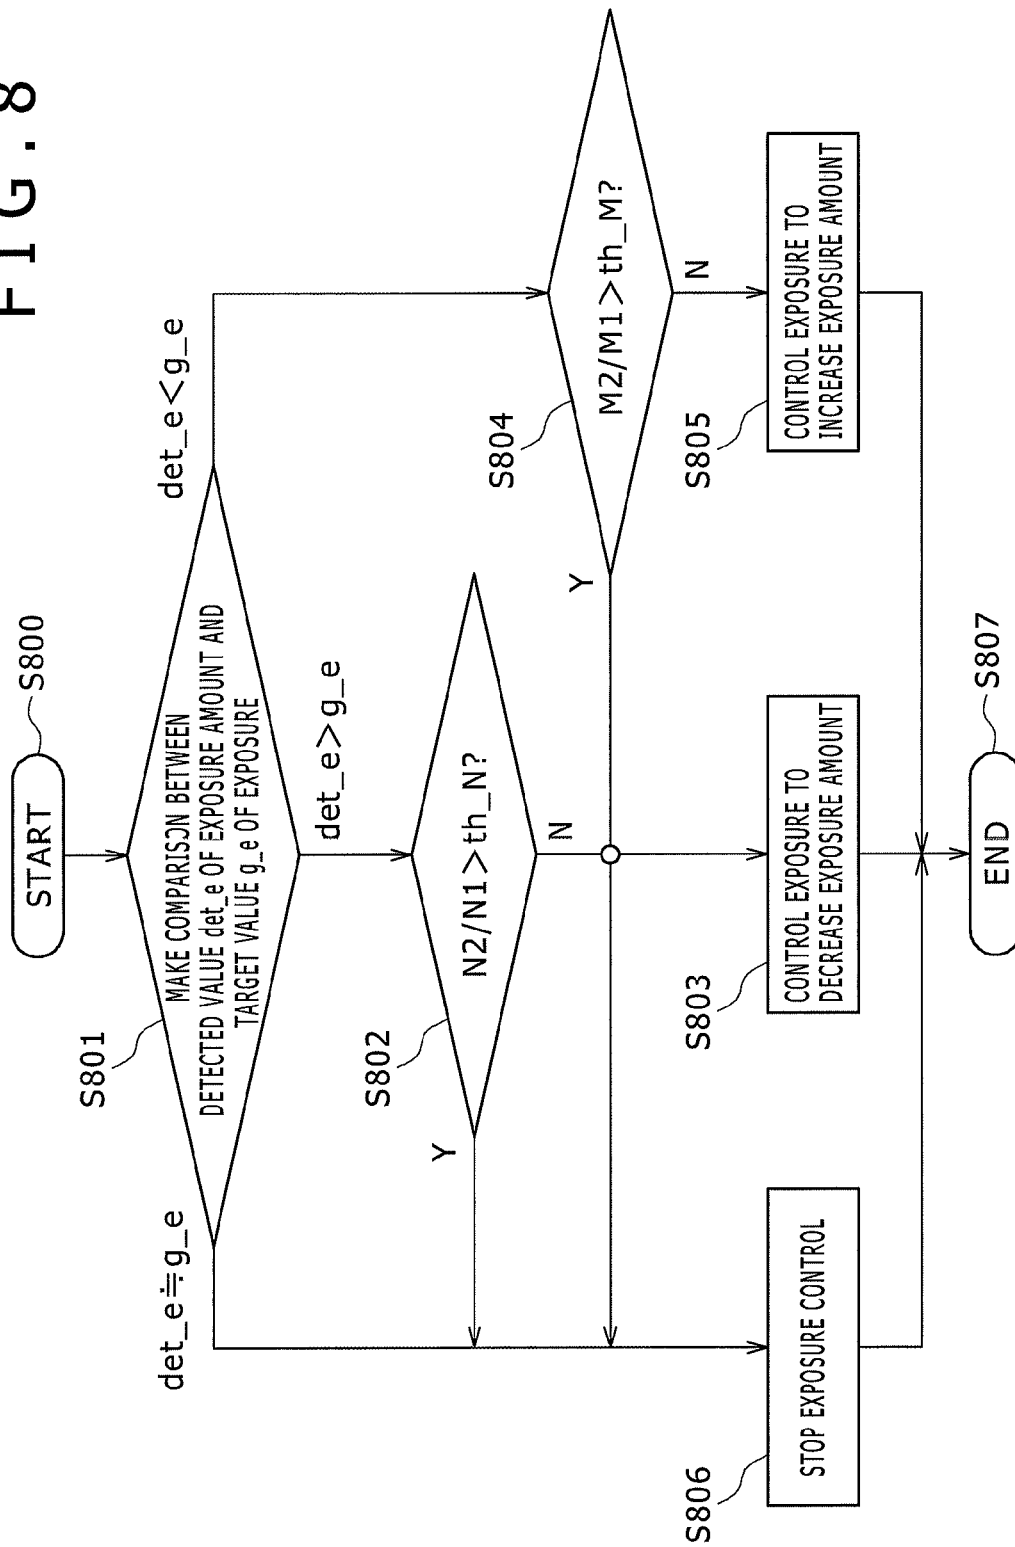 FIG.8
START
S800
S801
MAKE COMPARISON BETWEEN
DETECTED VALUE det_e OF EXPOSURE AMOUNT AND
TARGET VALUE g_e OF EXPOSURE
det_e≒g_e
det_e>g_e
det_e<g_e
S802
N2/N1>th_N?
Y
N
S804
M2/M1>th_M?
Y
N
S806
STOP EXPOSURE CONTROL
S803
CONTROL EXPOSURE TO
DECREASE EXPOSURE AMOUNT
S805
CONTROL EXPOSURE TO
INCREASE EXPOSURE AMOUNT
END
S807